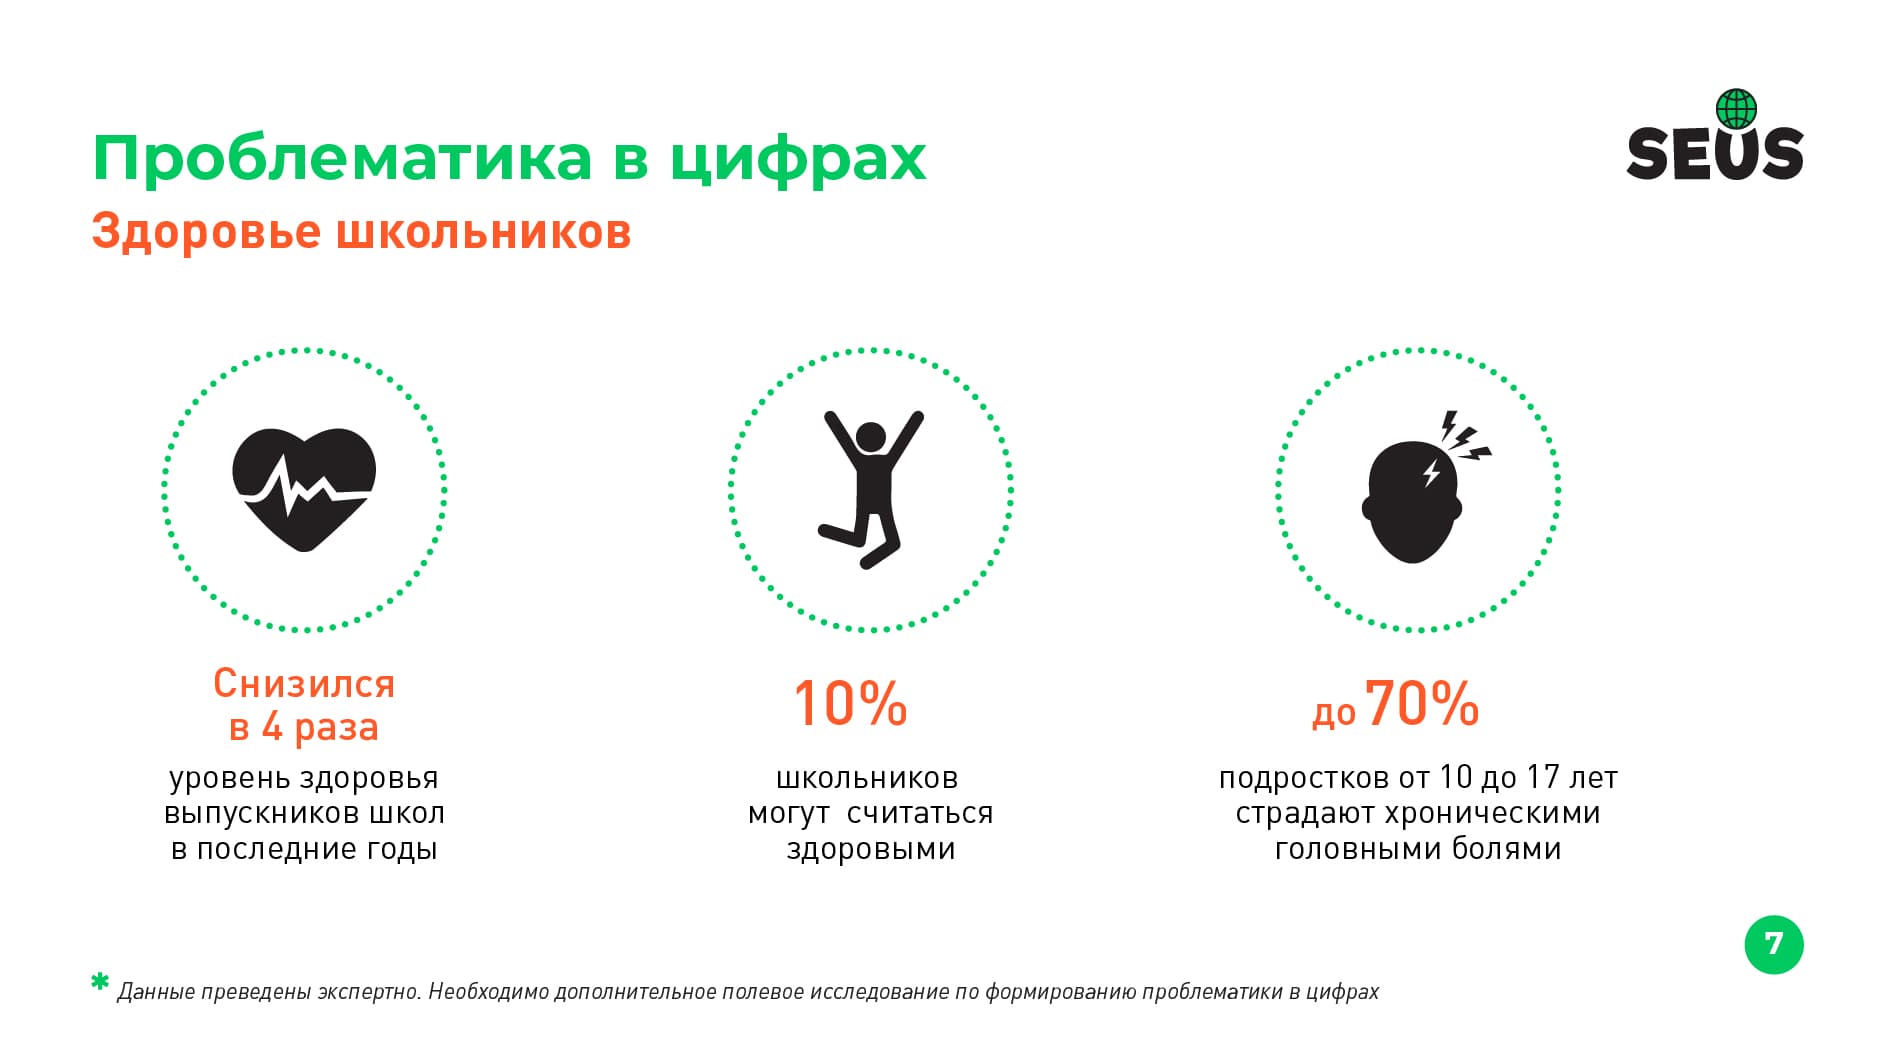 Проблематика в цифрах
SEUS
Здоровье школьников
Снизился
в 4 раза
уровень здоровья
выпускников школ
в последние годы
10%
школьников
могут считаться
здоровыми
до 70%
подростков от 10 до 17 лет
страдают хроническими
головными болями
7
* Данные преведены экспертно. Необходимо дополнительное полевое исследование по формированию проблематики в цифрах